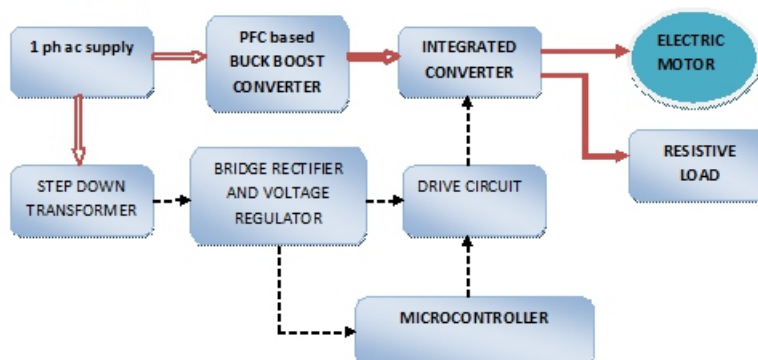 1 ph ac supply
PFC based
BUCK BOOST
CONVERTER
INTEGRATED
CONVERTER
ELECTRIC
MOTOR
RESISTIVE
LOAD
STEP DOWN
TRANSFORMER
BRIDGE RECTIFIER
AND VOLTAGE
REGULATOR
DRIVE CIRCUIT
MICROCONTROLLER